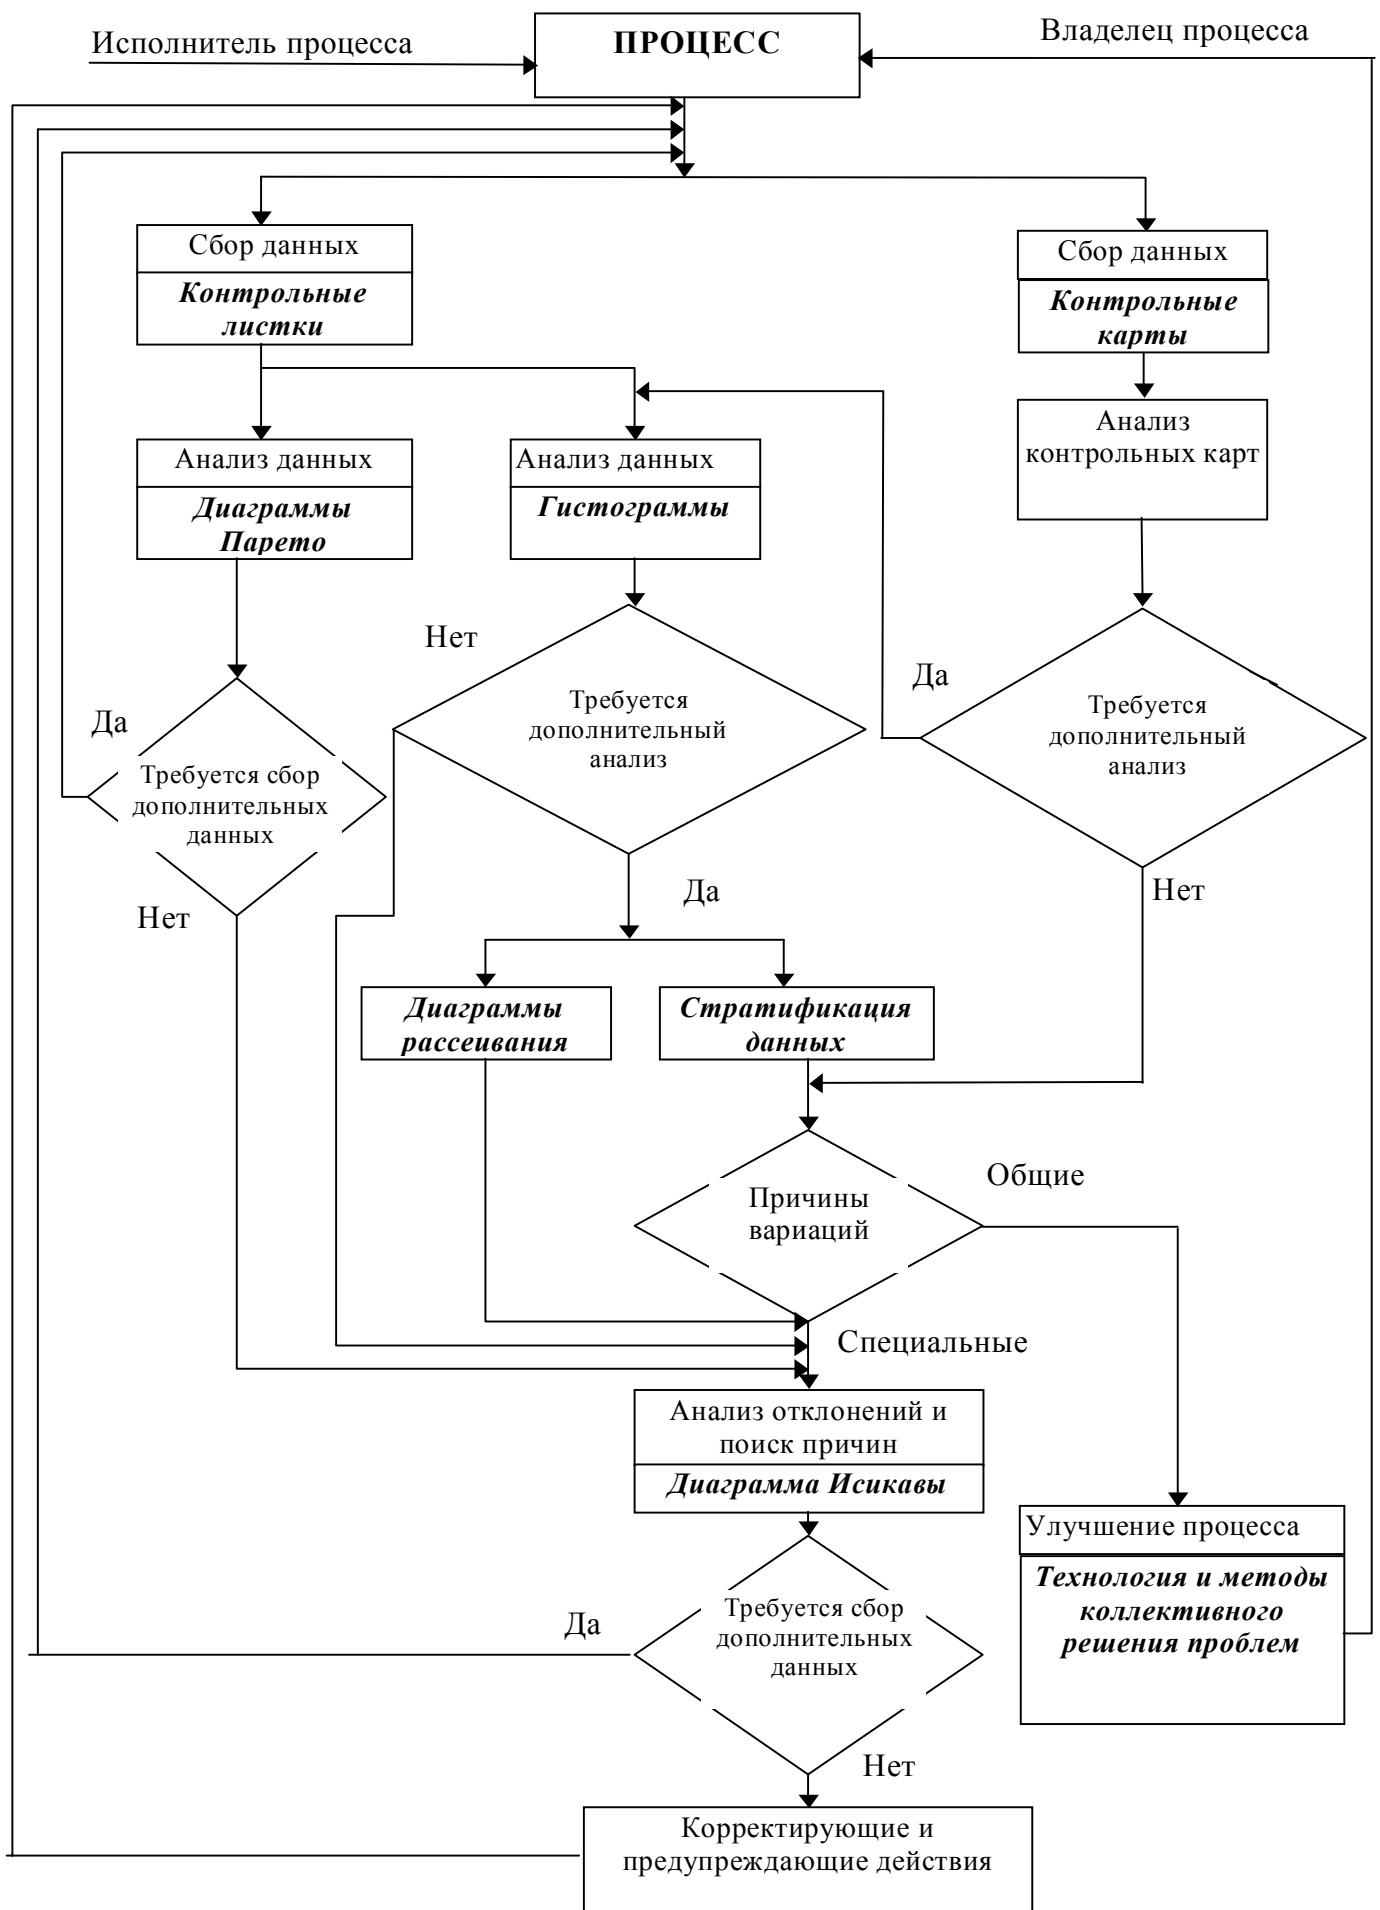 Исполнитель процесса
ПРОЦЕСС
Владелец процесса
Сбор данных
Контрольные
листки
Сбор данных
Контрольные
карты
Анализ данных
Диаграммы
Парето
Анализ данных
Гистограммы
Анализ
контрольных карт
Нет
Требуется
дополнительный
анализ
Да
Требуется
дополнительный
анализ
Да
Требуется сбор
дополнительных
данных
Нет
Да
Нет
Диаграммы
рассеивания
Стратификация
данных
Причины
вариаций
Общие
Специальные
Анализ отклонений и
поиск причин
Диаграмма Исикавы
Улучшение процесса
Технология и методы
коллективного
решения проблем
Да
Требуется сбор
дополнительных
данных
Нет
Корректирующие и
предупреждающие действия